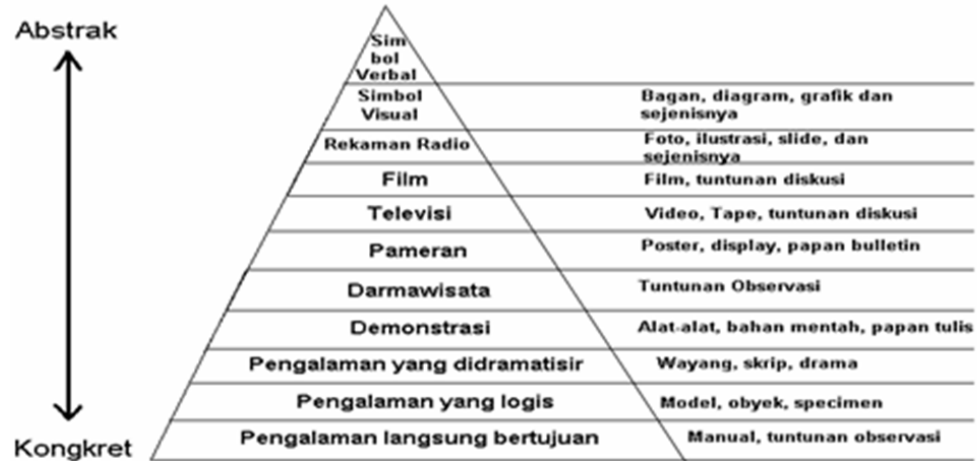 Abstrak
Sim
bol
Verbal
Simbol
Visual
Bagan, diagram, grafik dan
sejenisnya
Rekaman Radio
Foto, ilustrasi, slide, dan
sejenisnya
Film
Film, tuntunan diskusi
Televisi
Video, Tape, tuntunan diskusi
Pameran
Poster, display, papan bulletin
Darmawisata
Tuntunan Observasi
Demonstrasi
Alat-alat, bahan mentah, papan tulis
Pengalaman yang didramatisir
Wayang, skrip, drama
Pengalaman yang logis
Model, obyek, specimen
Pengalaman langsung bertujuan
Manual, tuntunan observasi
Kongkret